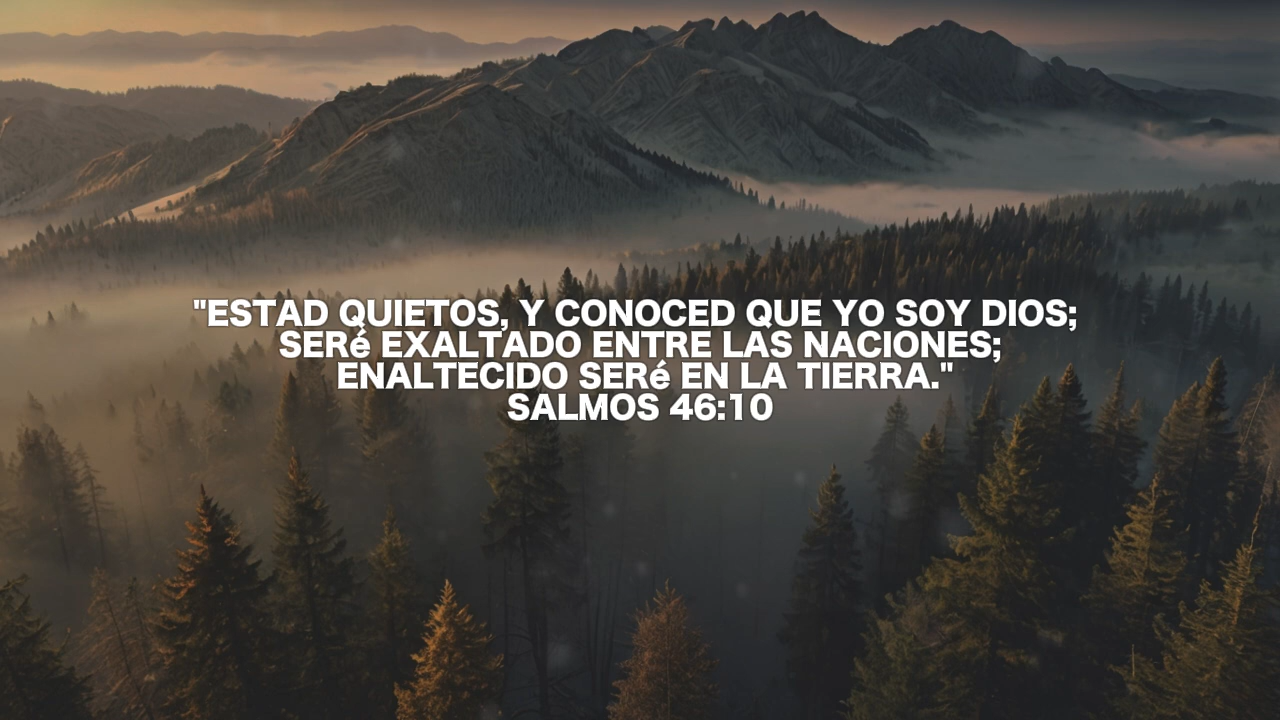 "ESTAD QUIETOS, Y CONOCED QUE YO SOY DIOS;
SERé EXALTADO ENTRE LAS NACIONES;
ENALTECIDO SERé EN LA TIERRA."
SALMOS 46:10